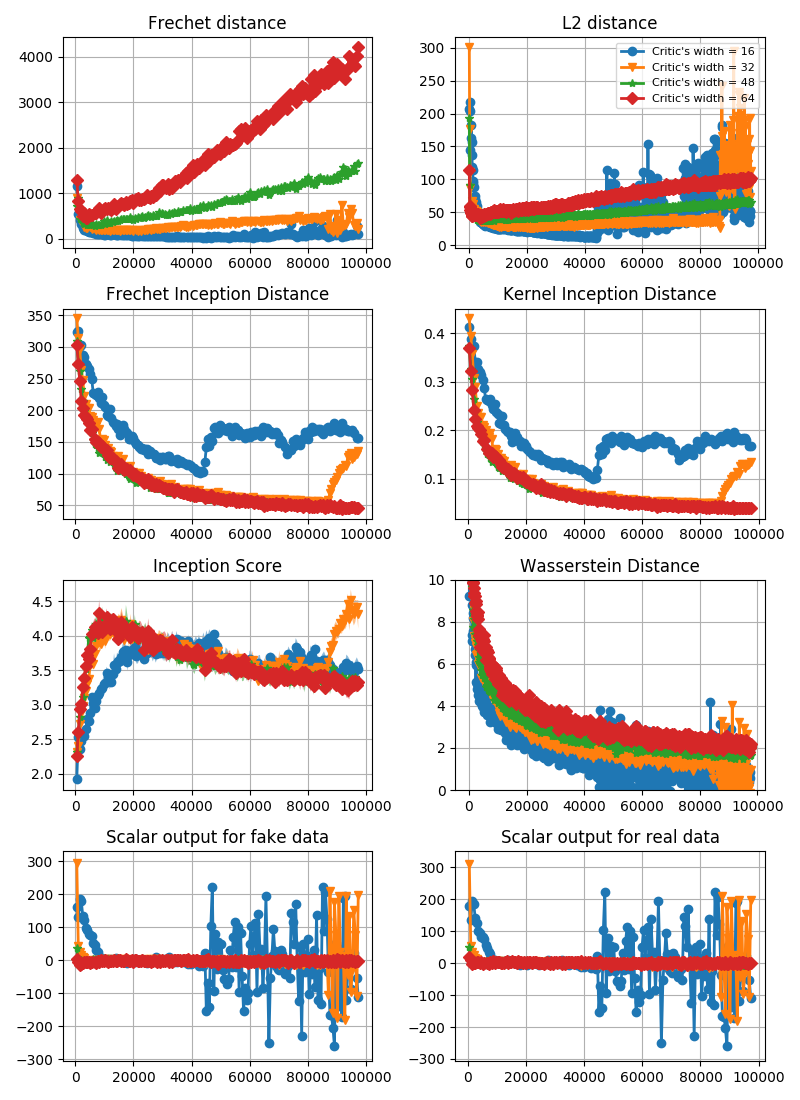 Frechet distance
4000
3000
2000
1000
0
0 20000 40000 60000 80000 100000
L2 distance
300
250
200
150
100
50
0
0 20000 40000 60000 80000 100000
Critic's width = 16
Critic's width = 32
Critic's width = 48
Critic's width = 64
Frechet Inception Distance
350
300
250
200
150
100
50
0 20000 40000 60000 80000 100000
Kernel Inception Distance
0.4
0.3
0.2
0.1
0 20000 40000 60000 80000 100000
Inception Score
4.5
4.0
3.5
3.0
2.5
2.0
0 20000 40000 60000 80000 100000
Wasserstein Distance
10
8
6
4
2
0
0 20000 40000 60000 80000 100000
Scalar output for fake data
300
200
100
0
−100
−200
−300
0 20000 40000 60000 80000 100000
Scalar output for real data
300
200
100
0
−100
−200
−300
0 20000 40000 60000 80000 100000